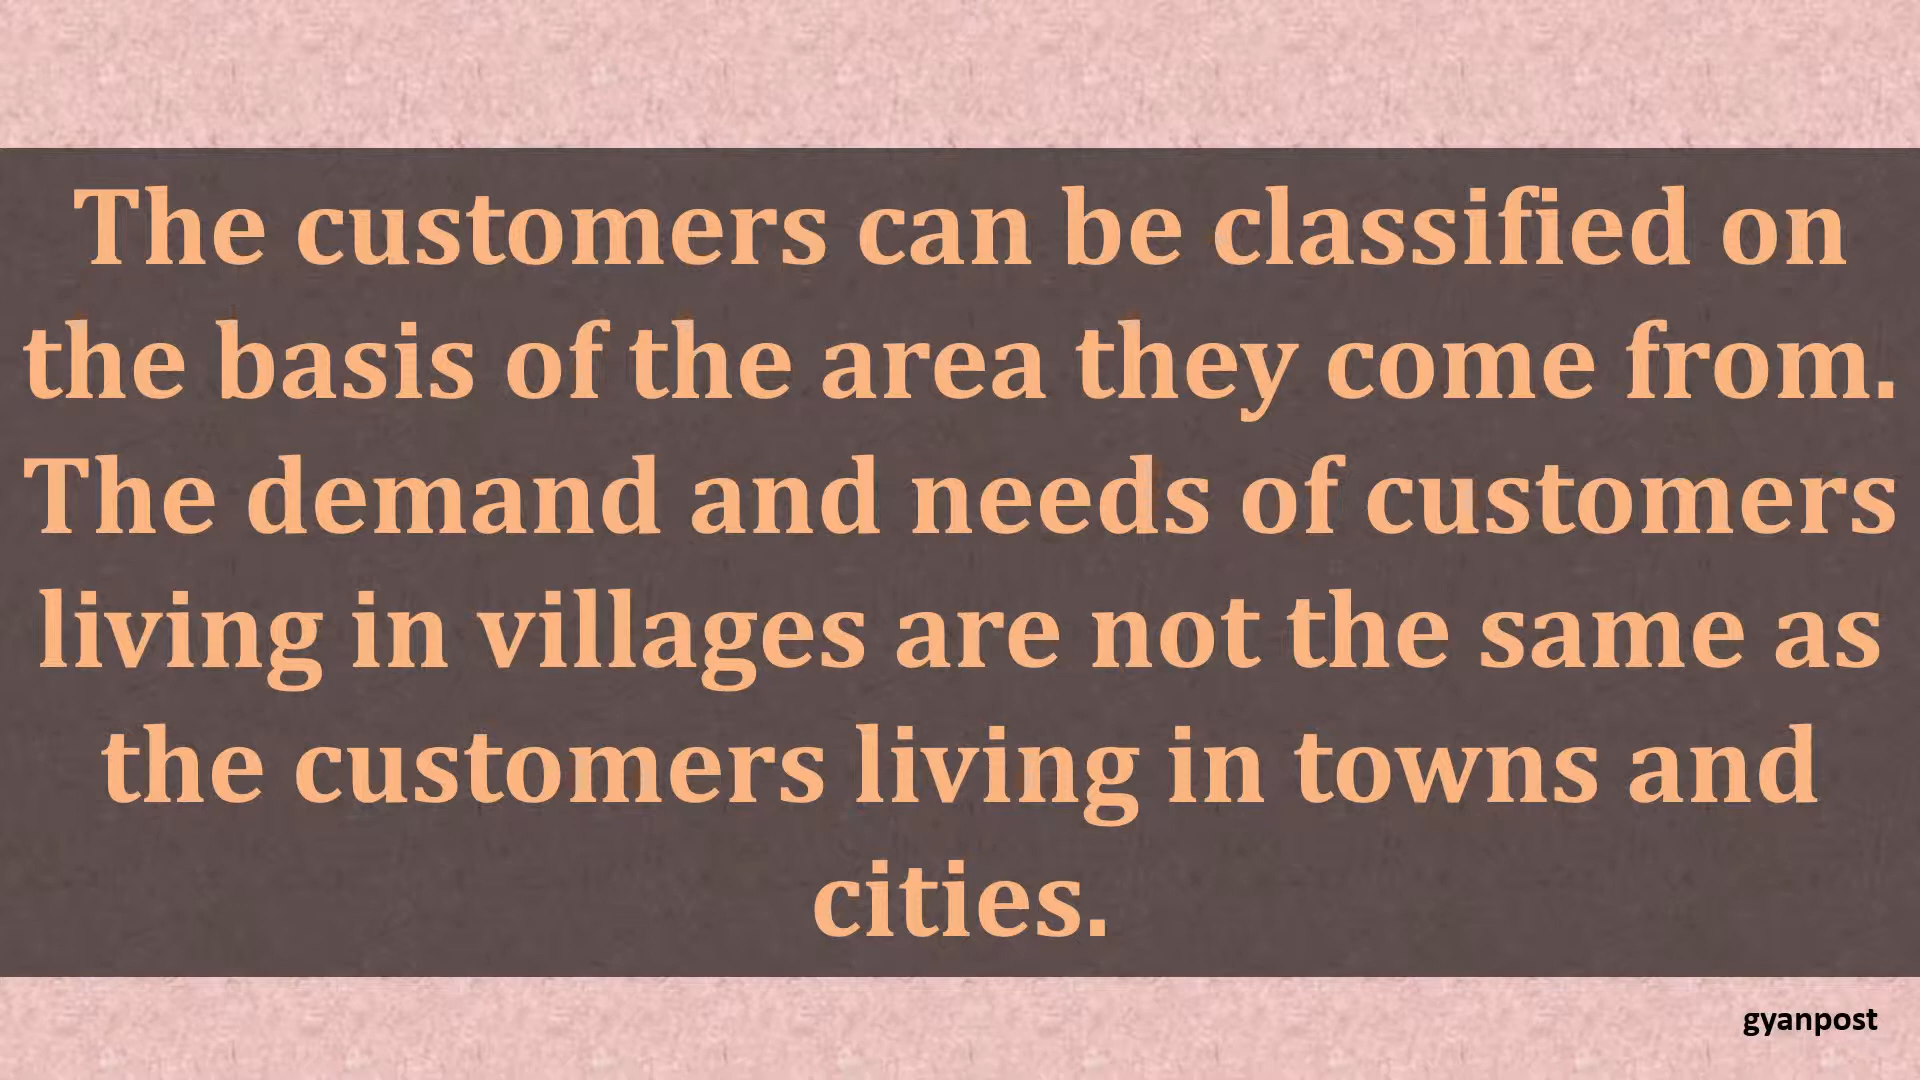 The customers can be classified on
the basis of the area they come from.
The demand and needs of customers
living in villages are not the same as
the customers living in towns and
cities.
gyanpost